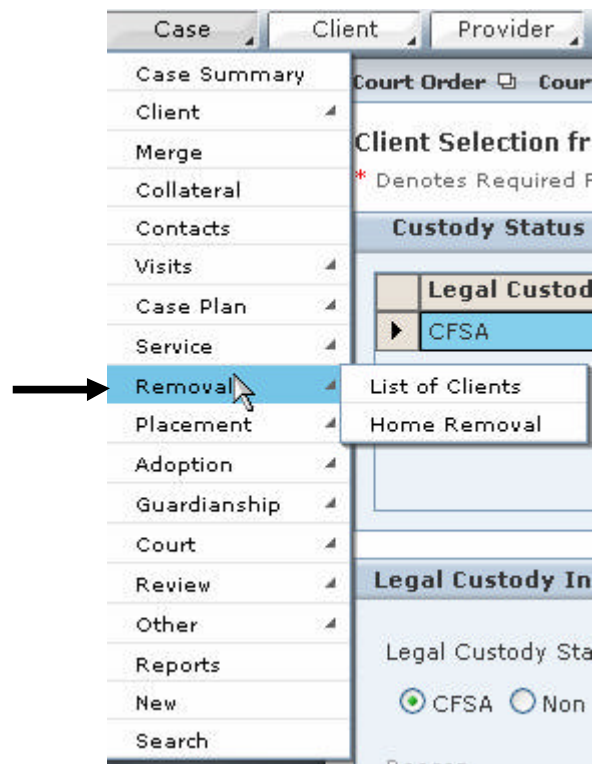 Case Client Provider
Case Summary
Client
Merge
Collateral
Contacts
Visits
Case Plan
Service
Removal
Placement
Adoption
Guardianship
Court
Review
Other
Reports
New
Search
List of Clients
Home Removal
Court Order Cour
Client Selection fr
* Denotes Required F
Custody Status
Legal Custod
CFSA
Legal Custody In
Legal Custody Sta
CFSA Non